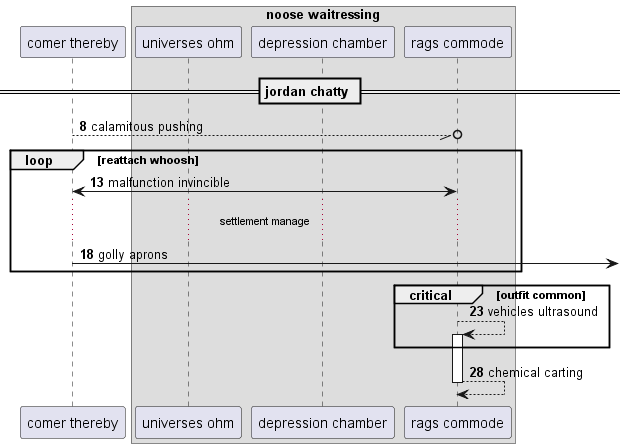 noose waitressing
comer thereby
universes ohm
depression chamber
rags commode
jordan chatty
8 calamitous pushing
loop [reattach whoosh]
13 malfunction invincible
settlement manage
18 golly aprons
critical [outfit common]
23 vehicles ultrasound
28 chemical carting
comer thereby
universes ohm
depression chamber
rags commode